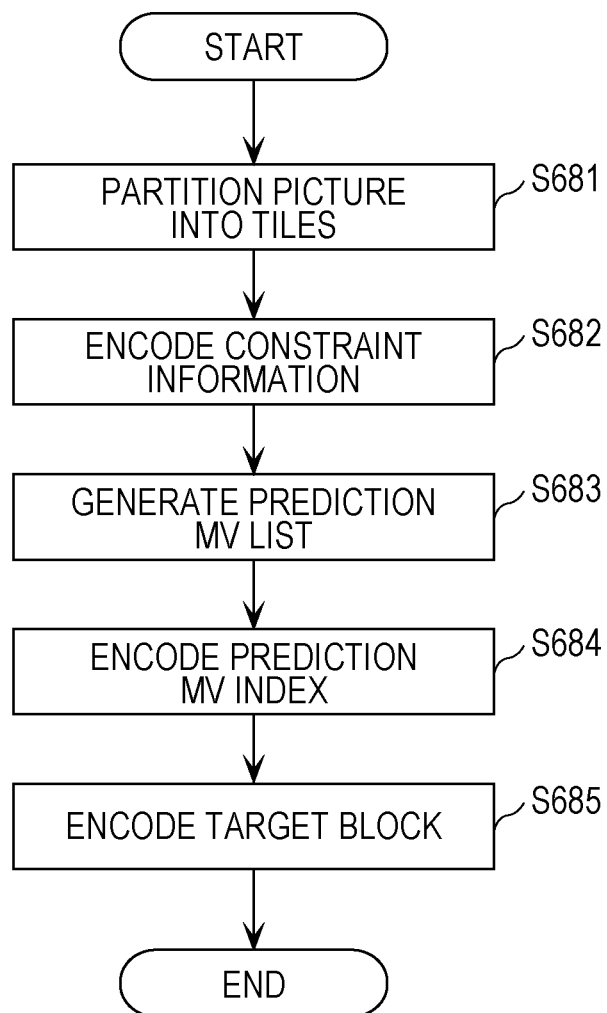 START
PARTITION PICTURE
INTO TILES
S681
ENCODE CONSTRAINT
INFORMATION
S682
GENERATE PREDICTION
MV LIST
S683
ENCODE PREDICTION
MV INDEX
S684
ENCODE TARGET BLOCK
S685
END